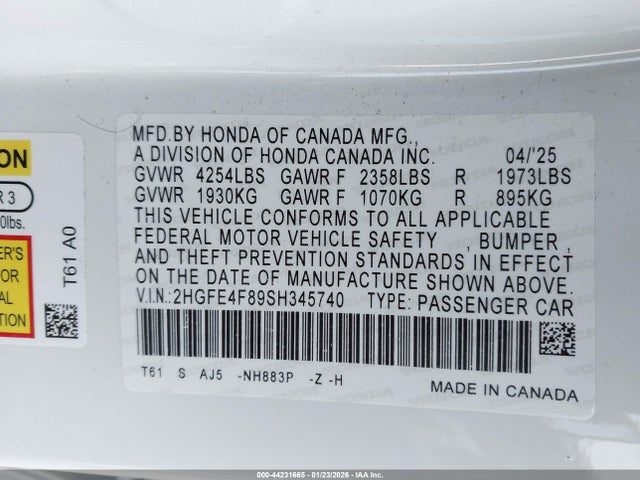 MFD.BY HONDA OF CANADA MFG.,
A DIVISION OF HONDA CANADA INC. 04/'25
GVWR 4254LBS GAWR F 2358LBS R 1973LBS
GVWR 1930KG GAWR F 1070KG R 895KG
THIS VEHICLE CONFORMS TO ALL APPLICABLE
FEDERAL MOTOR VEHICLE SAFETY , BUMPER ,
AND THEFT PREVENTION STANDARDS IN EFFECT
ON THE DATE OF MANUFACTURE SHOWN ABOVE.
V.I.N.:2HGFE4F89SH345740 TYPE:PASSENGER CAR
T61 S AJ5 -NH883P -Z -H
MADE IN CANADA
T61 A0
R 3
000-44231665 | 01/23/2026 | IAA Inc.